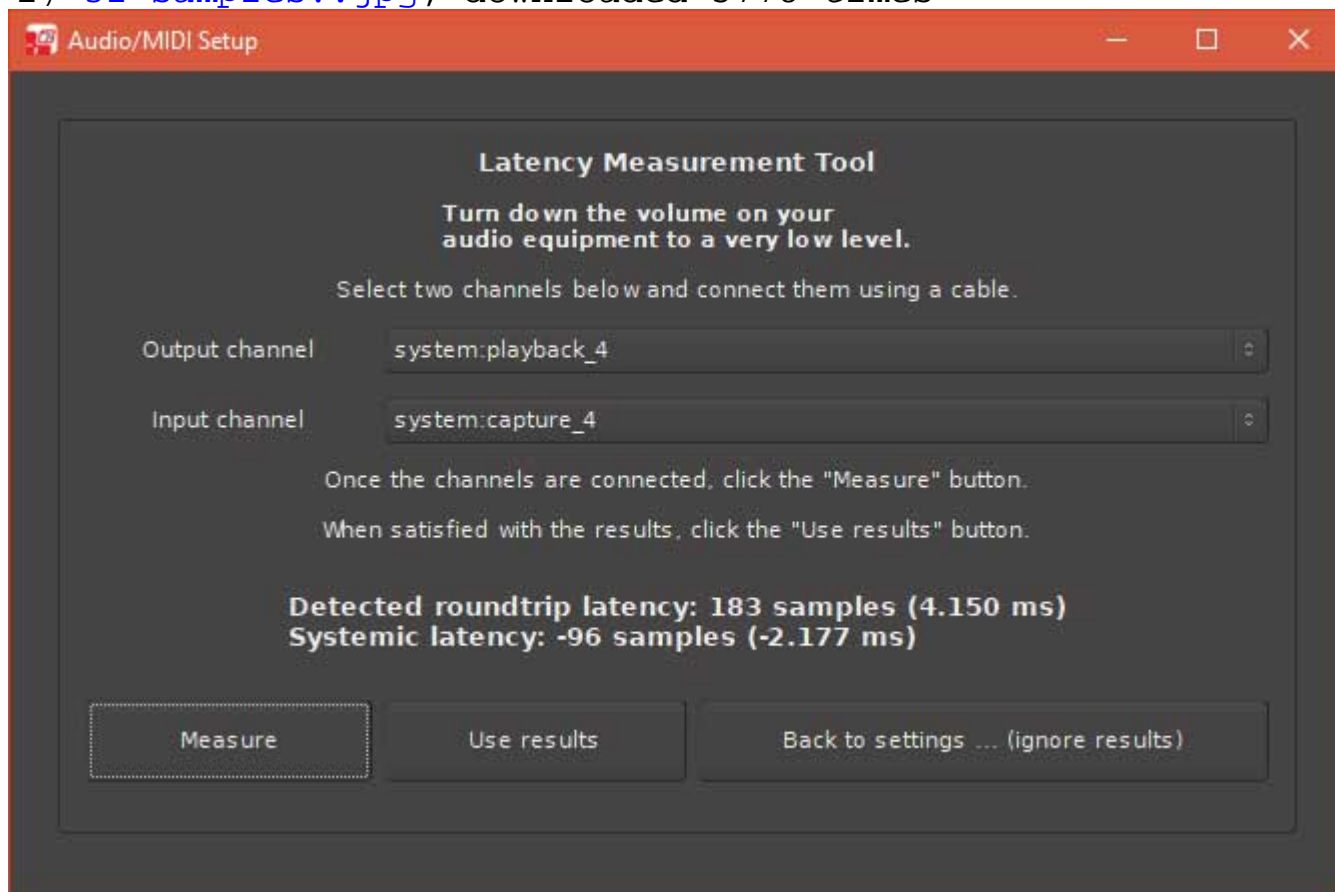 Audio/MIDI Setup
Latency Measurement Tool
Turn down the volume on your
audio equipment to a very low level.
Select two channels below and connect them using a cable.
Output channel system:playback_4
Input channel system:capture_4
Once the channels are connected, click the "Measure" button.
When satisfied with the results, click the "Use results" button.
Detected roundtrip latency: 183 samples (4.150 ms)
Systemic latency: -96 samples (-2.177 ms)
Measure Use results Back to settings ... (ignore results)